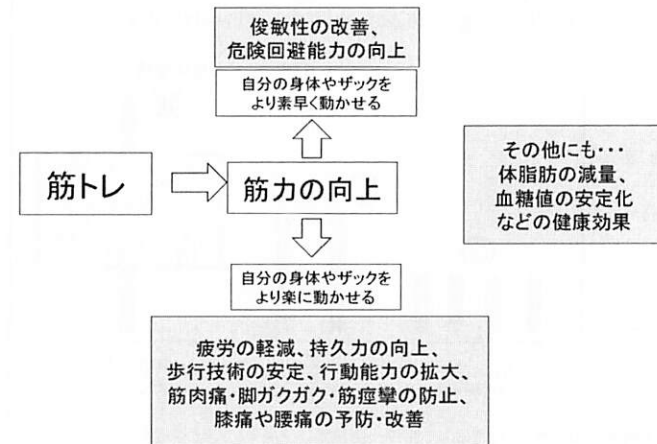 俊敏性の改善、
危険回避能力の向上
自分の身体やザックを
より素早く動かせる
筋トレ
筋力の向上
その他にも・・・
体脂肪の減量、
血糖値の安定化
などの健康効果
自分の身体やザックを
より楽に動かせる
疲労の軽減、持久力の向上、
歩行技術の安定、行動能力の拡大、
筋肉痛・脚ガクガク・筋痙攣の防止、
膝痛や腰痛の予防・改善